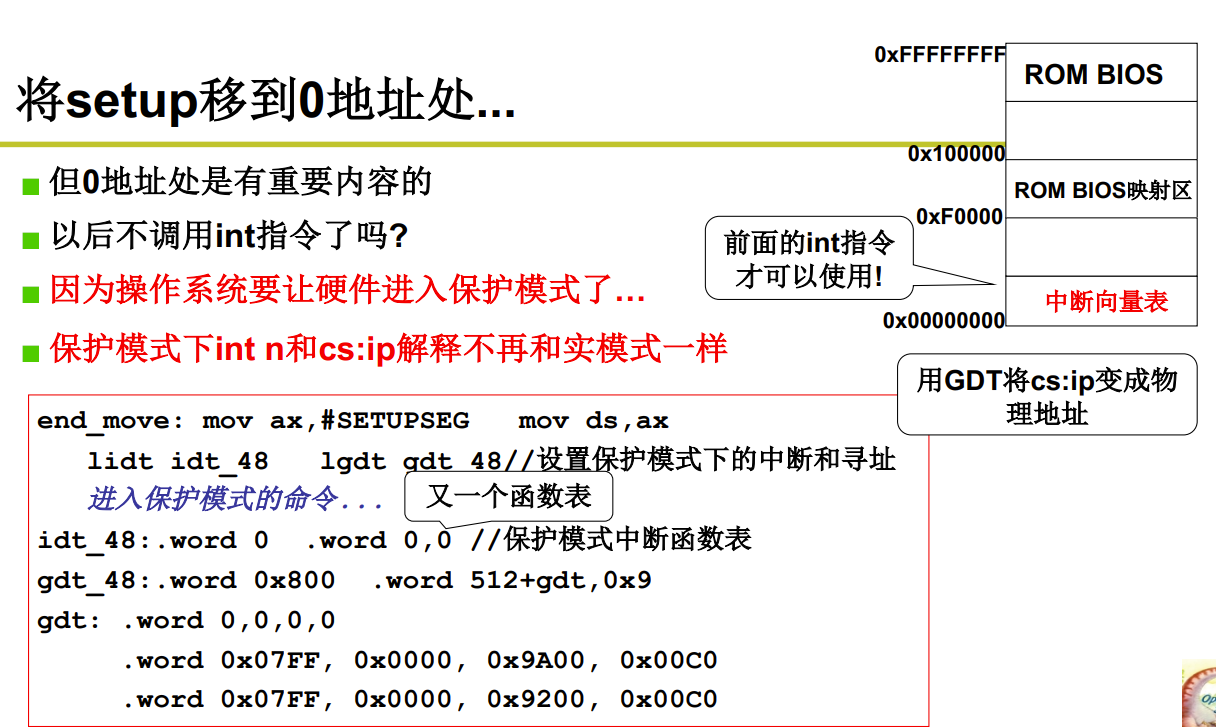 将setup移到0地址处...
但0地址处是有重要内容的
以后不调用int指令了吗?
因为操作系统要让硬件进入保护模式了...
保护模式下int n和cs:ip解释不再和实模式一样
0xFFFFFFFF
ROM BIOS
0x100000
ROM BIOS映射区
0xF0000
前面的int指令
才可以使用!
中断向量表
0x00000000
用GDT将cs:ip变成物
理地址
end_move: mov ax,#SETUPSEG mov ds,ax
lidt idt_48 lgdt gdt_48//设置保护模式下的中断和寻址
进入保护模式的命令...
又一个函数表
idt_48:.word 0 .word 0,0 //保护模式中断函数表
gdt_48:.word 0x800 .word 512+gdt,0x9
gdt: .word 0,0,0,0
.word 0x07FF, 0x0000, 0x9A00, 0x00C0
.word 0x07FF, 0x0000, 0x9200, 0x00C0